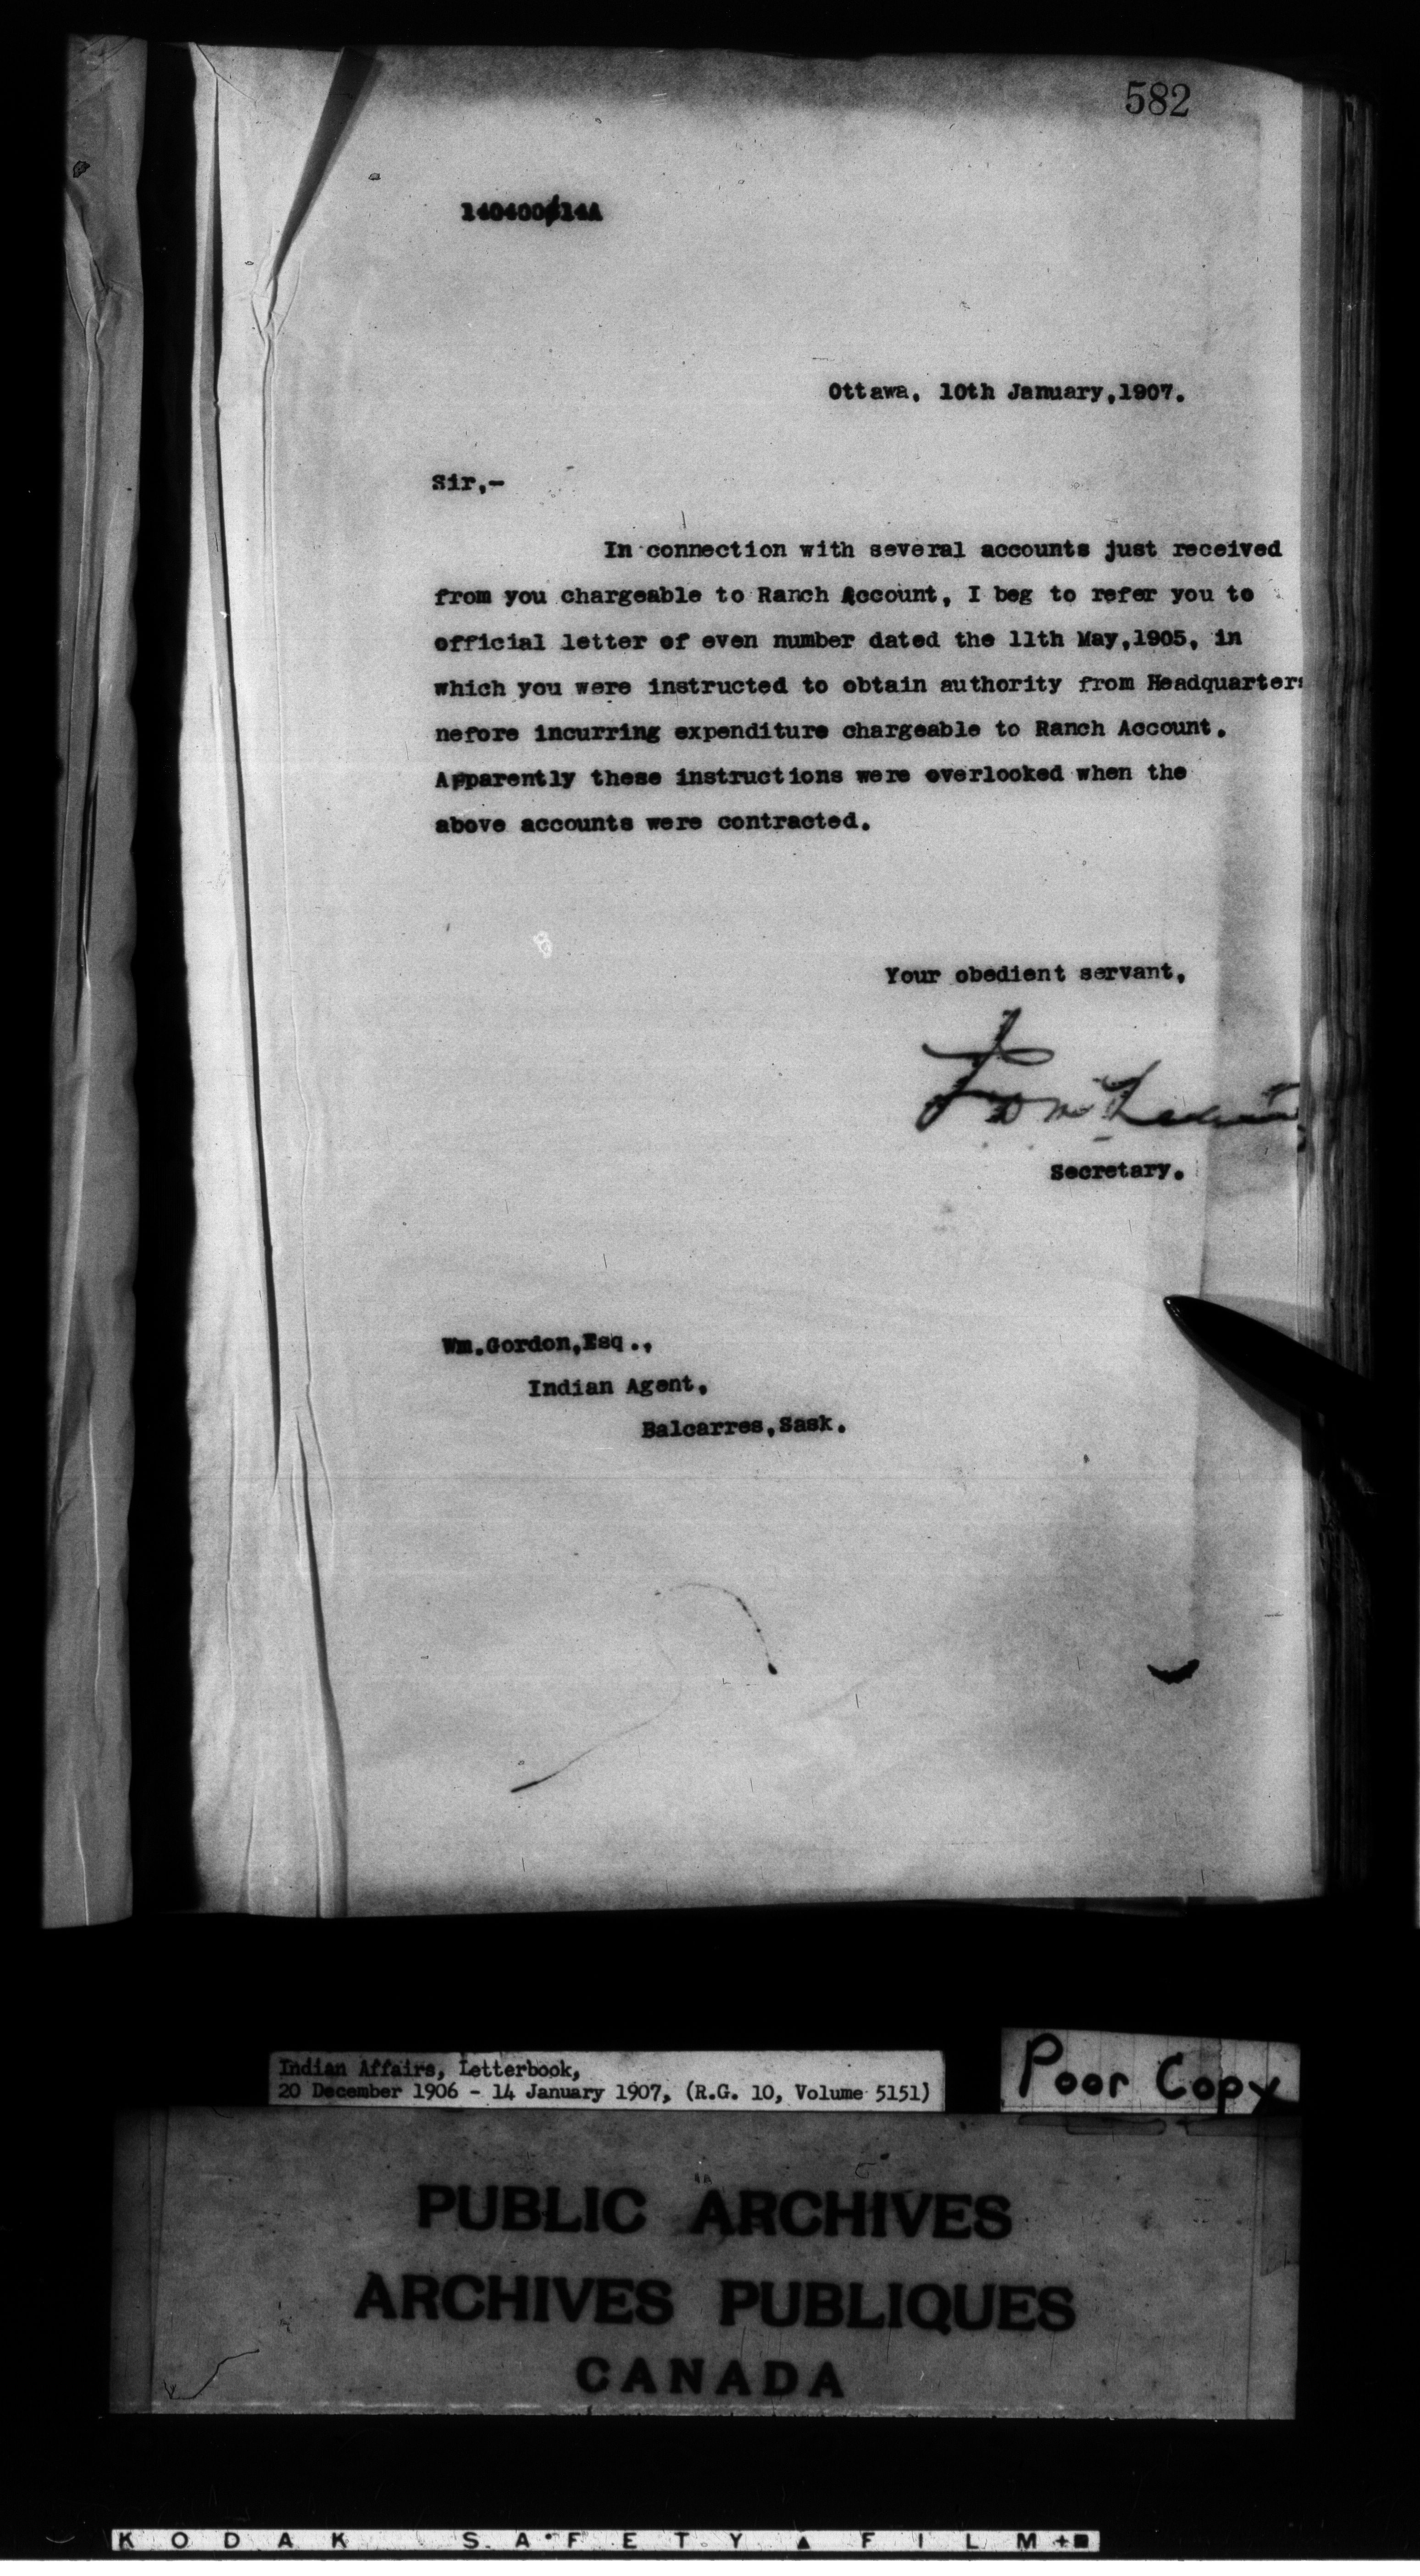 582
140400/14A
Ottawa, 10th January,1907.
Sir,-
In connection with several accounts just received
from you chargeable to Ranch Account, I beg to refer you to
official letter of even number dated the 11th May,1905, in
which you were instructed to obtain authority from Headquarters
nefore incurring expenditure chargeable to Ranch Account.
Apparently these instructions were overlooked when the
above accounts were contracted.
Your obedient servant,
Secretary.
Wm.Gordon,Esq.,
Indian Agent,
Balcarres,Sask.
Indian Affairs, Letterbook,
20 December 1906 - 14 January 1907, (R.G. 10, Volume 5151)
Poor Copy
PUBLIC ARCHIVES
ARCHIVES PUBLIQUES
CANADA
KODAK SAFETY ▲ FILM